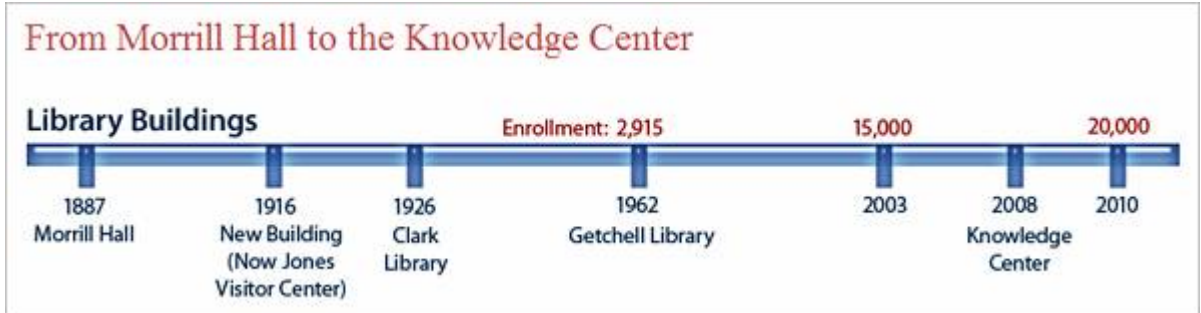 From Morrill Hall to the Knowledge Center
Library Buildings
Enrollment: 2,915 15,000 20,000
1887 1916 1926 1962 2003 2008 2010
Morrill Hall New Building Clark Getchell Library Knowledge
(Now Jones Library Center
Visitor Center)